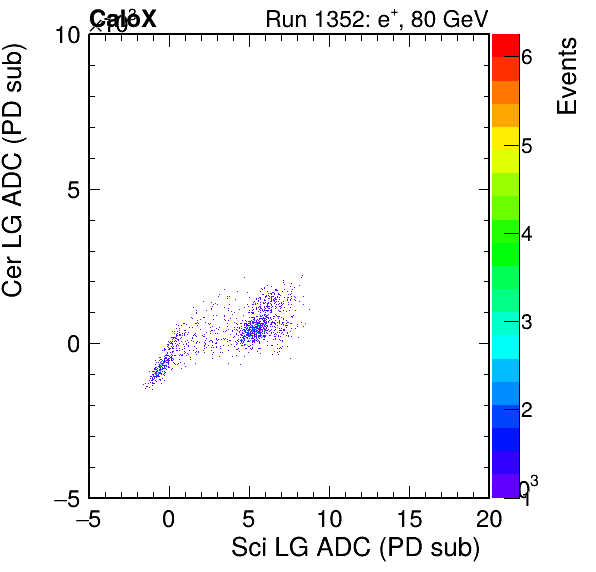 CaloX
×10³
Run 1352: e⁺, 80 GeV
10
5
0
−5
−5 0 5 10 15 20
Cer LG ADC (PD sub)
Sci LG ADC (PD sub)
Events
6
5
4
3
2
1